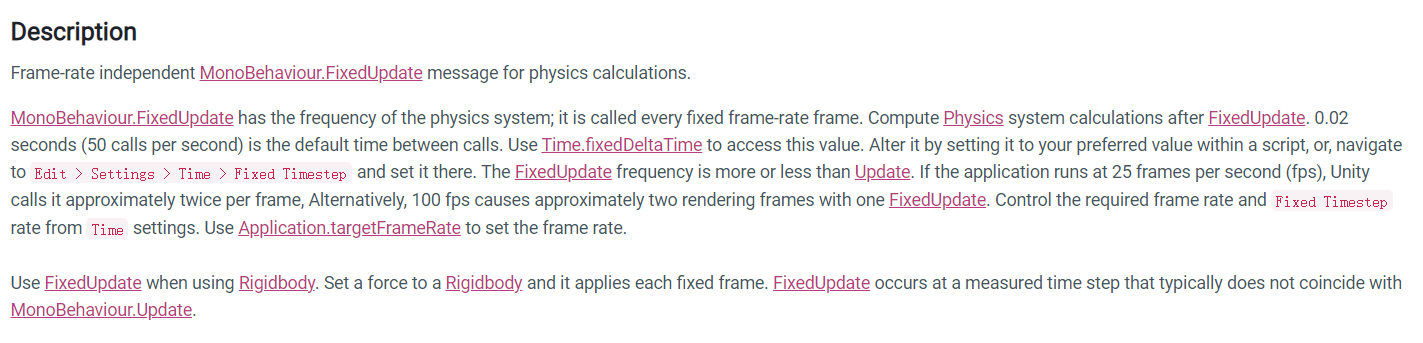 Description
Frame-rate independent MonoBehaviour.FixedUpdate message for physics calculations.
MonoBehaviour.FixedUpdate has the frequency of the physics system; it is called every fixed frame-rate frame. Compute Physics system calculations after FixedUpdate. 0.02
seconds (50 calls per second) is the default time between calls. Use Time.fixedDeltaTime to access this value. Alter it by setting it to your preferred value within a script, or, navigate
to Edit > Settings > Time > Fixed Timestep and set it there. The FixedUpdate frequency is more or less than Update. If the application runs at 25 frames per second (fps), Unity
calls it approximately twice per frame, Alternatively, 100 fps causes approximately two rendering frames with one FixedUpdate. Control the required frame rate and Fixed Timestep
rate from Time settings. Use Application.targetFrameRate to set the frame rate.
Use FixedUpdate when using Rigidbody. Set a force to a Rigidbody and it applies each fixed frame. FixedUpdate occurs at a measured time step that typically does not coincide with
MonoBehaviour.Update.